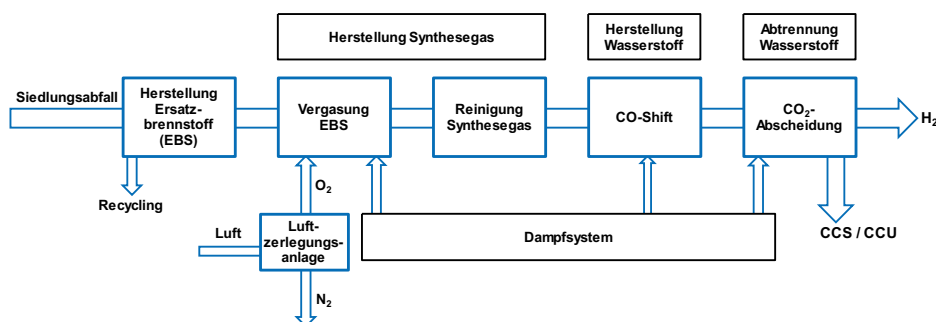 Herstellung Synthesegas
Herstellung
Wasserstoff
Abtrennung
Wasserstoff
Siedlungsabfall
Herstellung
Ersatz-
brennstoff
(EBS)
Vergasung
EBS
Reinigung
Synthesegas
CO-Shift
CO2-
Abscheidung
H2
Recycling
O2
Luft
Luft-
zerlegungs-
anlage
Dampfsystem
CCS / CCU
N2